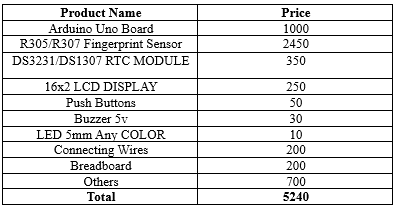 Product Name Price
Arduino Uno Board 1000
R305/R307 Fingerprint Sensor 2450
DS3231/DS1307 RTC MODULE 350
16x2 LCD DISPLAY 250
Push Buttons 50
Buzzer 5v 30
LED 5mm Any COLOR 10
Connecting Wires 200
Breadboard 200
Others 700
Total 5240